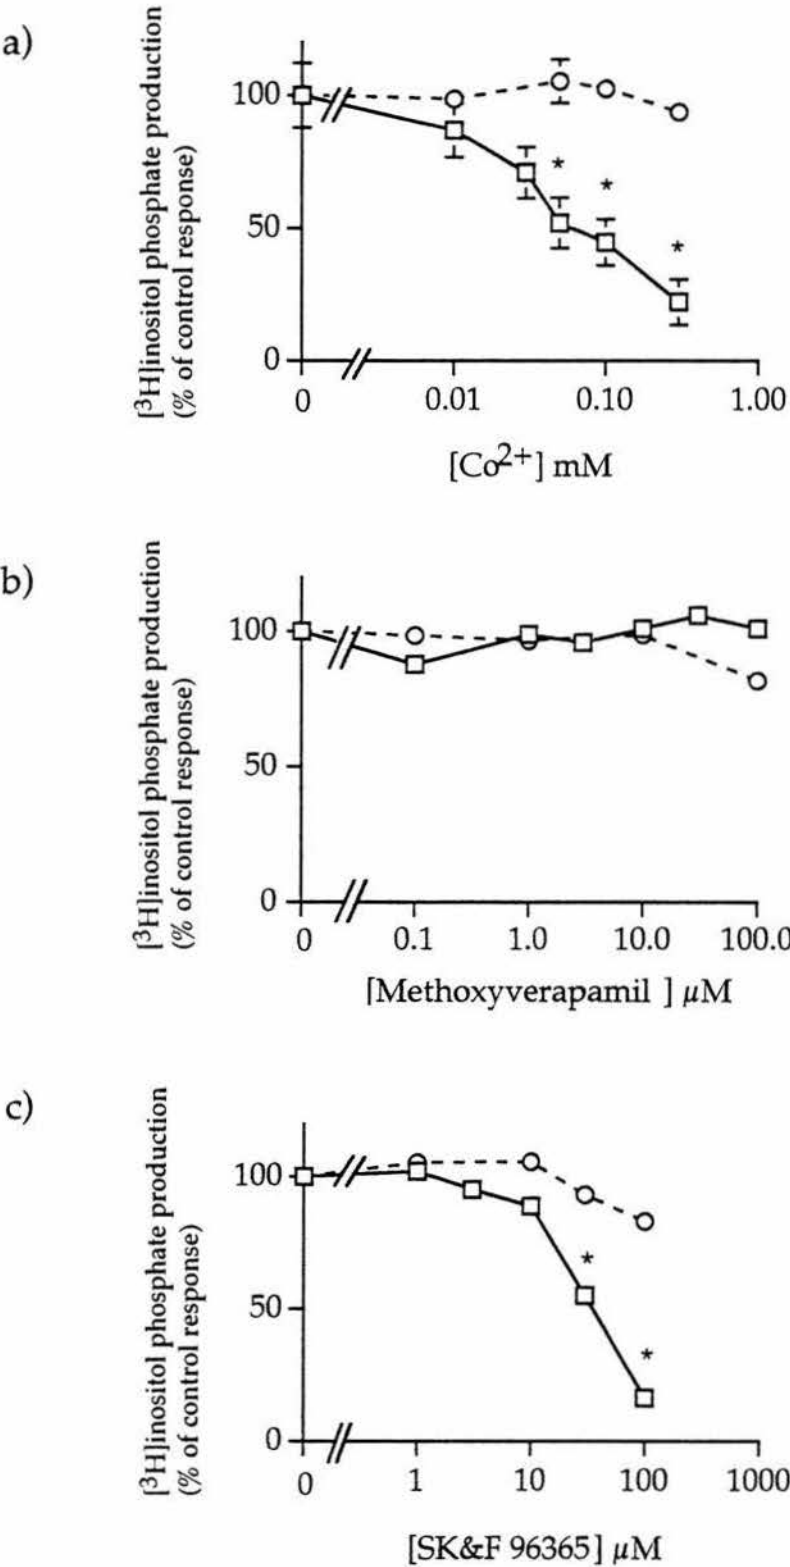 a)
[³H]inositol phosphate production
(% of control response)
100
50
0
*
*
*
0 0.01 0.10 1.00
[Co²⁺] mM
b)
[³H]inositol phosphate production
(% of control response)
100
50
0
0 0.1 1.0 10.0 100.0
[Methoxyverapamil ] µM
c)
[³H]inositol phosphate production
(% of control response)
100
50
0
*
*
0 1 10 100 1000
[SK&F 96365] µM